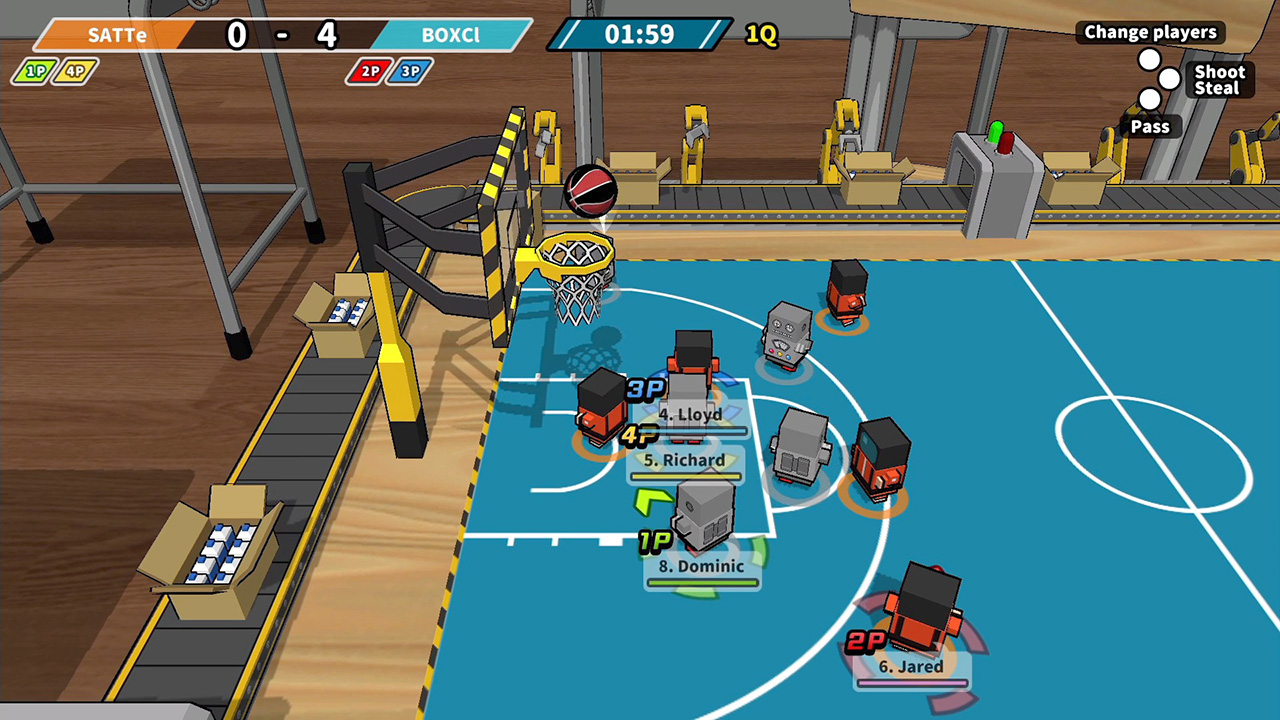 SATTe 0 - 4 BOXCl 01:59 1Q
1P 4P 2P 3P
Change players
Shoot
Steal
Pass
3P
4. Lloyd
4P
5. Richard
1P
8. Dominic
2P
6. Jared